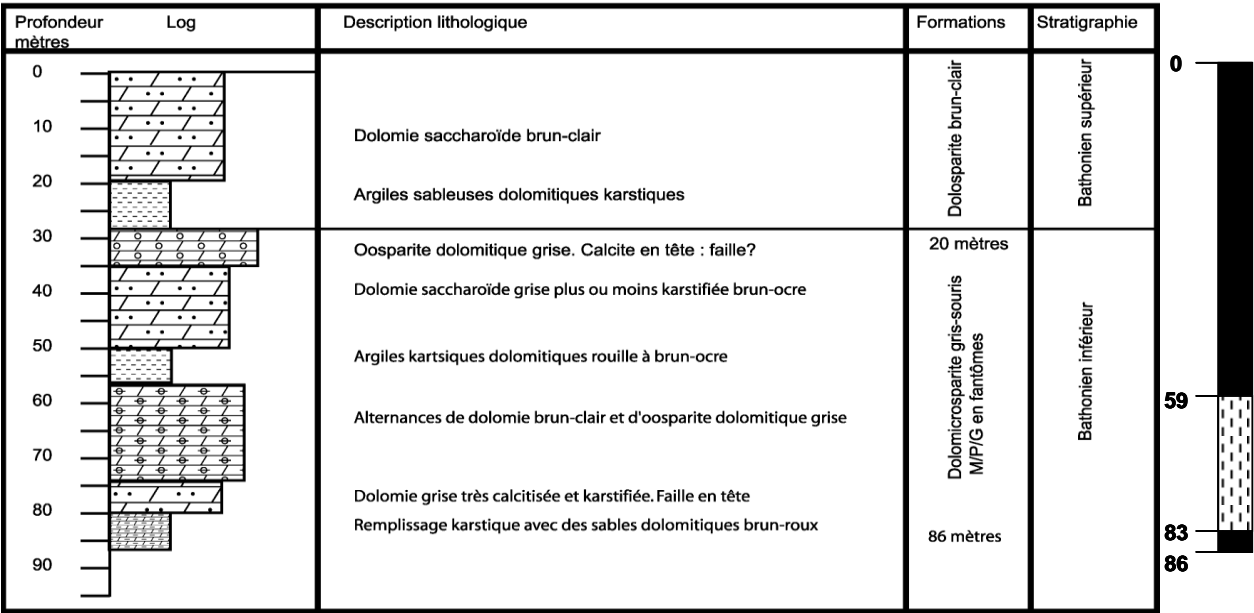 Profondeur
mètres
Log
Description lithologique
Formations
Stratigraphie
0
10
20
30
40
50
60
70
80
90
Dolomie saccharoïde brun-clair
Argiles sableuses dolomitiques karstiques
Oosparite dolomitique grise. Calcite en tête : faille?
Dolomie saccharoïde grise plus ou moins karstifiée brun-ocre
Argiles kartsiques dolomitiques rouille à brun-ocre
Alternances de dolomie brun-clair et d'oosparite dolomitique grise
Dolomie grise très calcitisée et karstifiée. Faille en tête
Remplissage karstique avec des sables dolomitiques brun-roux
Dolosparite brun-clair
20 mètres
Dolomicrosparite gris-souris
M/P/G en fantômes
86 mètres
Bathonien supérieur
Bathonien inférieur
0
59
83
86